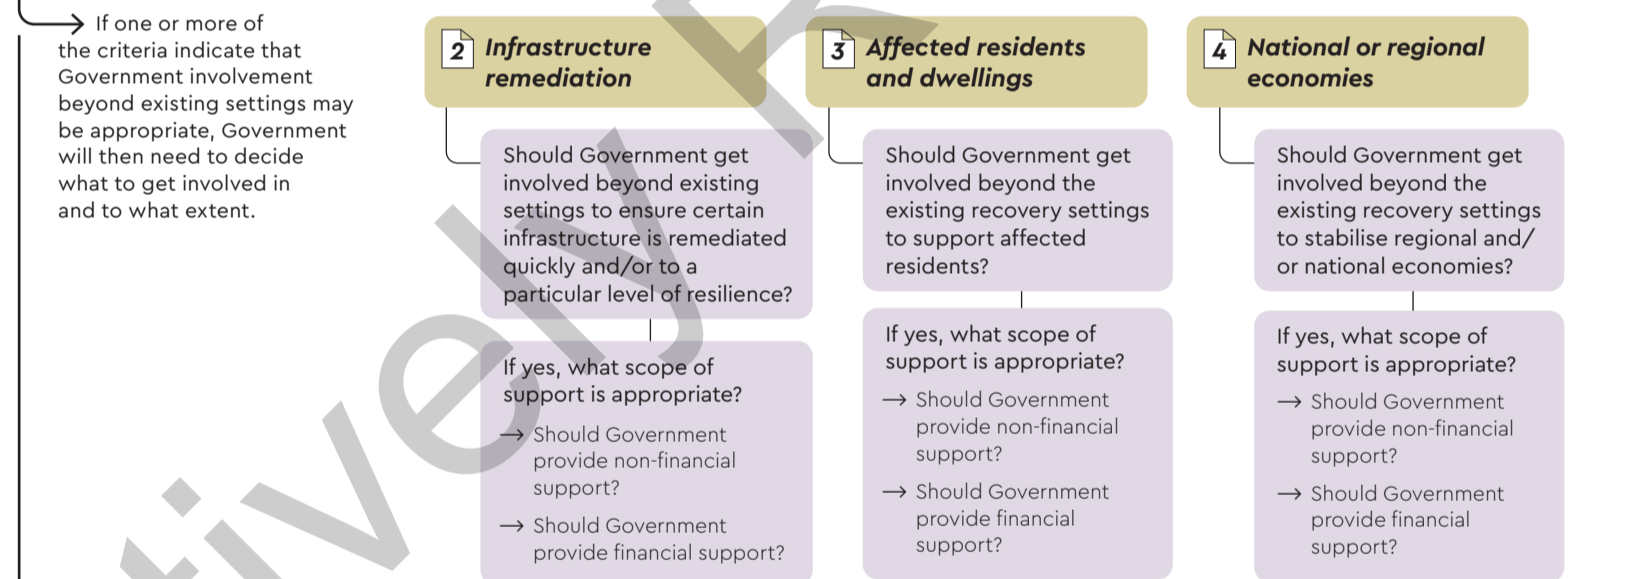 → If one or more of
the criteria indicate that
Government involvement
beyond existing settings may
be appropriate, Government
will then need to decide
what to get involved in
and to what extent.
2 Infrastructure
remediation
Should Government get
involved beyond existing
settings to ensure certain
infrastructure is remediated
quickly and/or to a
particular level of resilience?
If yes, what scope of
support is appropriate?
→ Should Government
provide non-financial
support?
→ Should Government
provide financial support?
3 Affected residents
and dwellings
Should Government get
involved beyond the
existing recovery settings
to support affected
residents?
If yes, what scope of
support is appropriate?
→ Should Government
provide non-financial
support?
→ Should Government
provide financial
support?
4 National or regional
economies
Should Government get
involved beyond the
existing recovery settings
to stabilise regional and/
or national economies?
If yes, what scope of
support is appropriate?
→ Should Government
provide non-financial
support?
→ Should Government
provide financial
support?
tively R